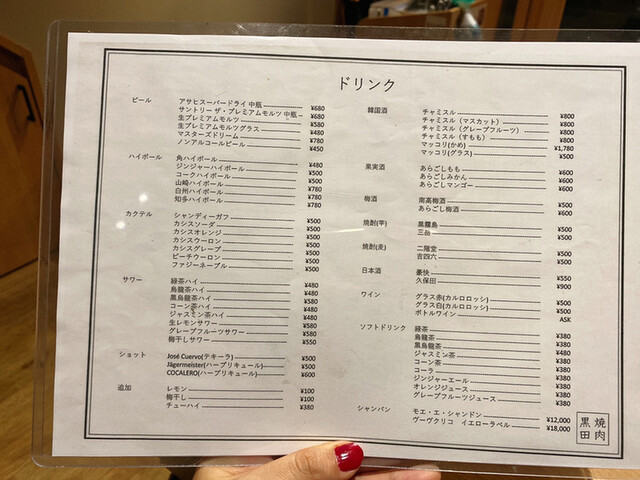 ドリンク
ビール
アサヒスーパードライ 中瓶 ¥680
サントリー ザ・プレミアムモルツ 中瓶 ¥680
生プレミアムモルツ ¥580
生プレミアムモルツグラス ¥480
マスターズドリーム ¥780
ノンアルコールビール ¥450
ハイボール
角ハイボール ¥480
ジンジャーハイボール ¥580
コークハイボール ¥580
山崎ハイボール ¥780
白州ハイボール ¥780
知多ハイボール ¥780
カクテル
シャンディーガフ ¥500
カシスソーダ ¥500
カシスオレンジ ¥500
カシスウーロン ¥500
カシスグレープ ¥500
ピーチウーロン ¥500
ファジーネーブル ¥500
サワー
緑茶ハイ ¥480
烏龍茶ハイ ¥480
黒烏龍茶ハイ ¥580
コーン茶ハイ ¥480
ジャスミン茶ハイ ¥480
生レモンサワー ¥580
グレープフルーツサワー ¥580
梅干しサワー ¥550
ショット
José Cuervo(テキーラ) ¥500
Jägermeister(ハーブリキュール) ¥500
COCALERO(ハーブリキュール) ¥600
追加
レモン ¥100
梅干し ¥100
チューハイ ¥380
韓国酒
チャミスル ¥800
チャミスル（マスカット） ¥800
チャミスル（グレープフルーツ） ¥800
チャミスル（すもも） ¥800
マッコリ(かめ) ¥1,780
マッコリ(グラス) ¥500
果実酒
あらごしもも ¥600
あらごしみかん ¥600
あらごしマンゴー ¥600
梅酒
南高梅酒 ¥500
あらごし梅酒 ¥600
焼酎(芋)
黒霧島 ¥500
三岳 ¥500
焼酎(麦)
二階堂 ¥500
吉四六 ¥500
日本酒
豪快 ¥550
久保田 ¥900
ワイン
グラス赤(カルロロッシ) ¥500
グラス白(カルロロッシ) ¥500
ボトルワイン ASK
ソフトドリンク
緑茶 ¥380
烏龍茶 ¥380
黒烏龍茶 ¥380
ジャスミン茶 ¥430
コーン茶 ¥380
コーラ ¥380
ジンジャーエール ¥380
オレンジジュース ¥380
グレープフルーツジュース ¥380
シャンパン
モエ・エ・シャンドン ¥12,000
ヴーヴクリコ イエローラベル ¥18,000
焼肉
黒田